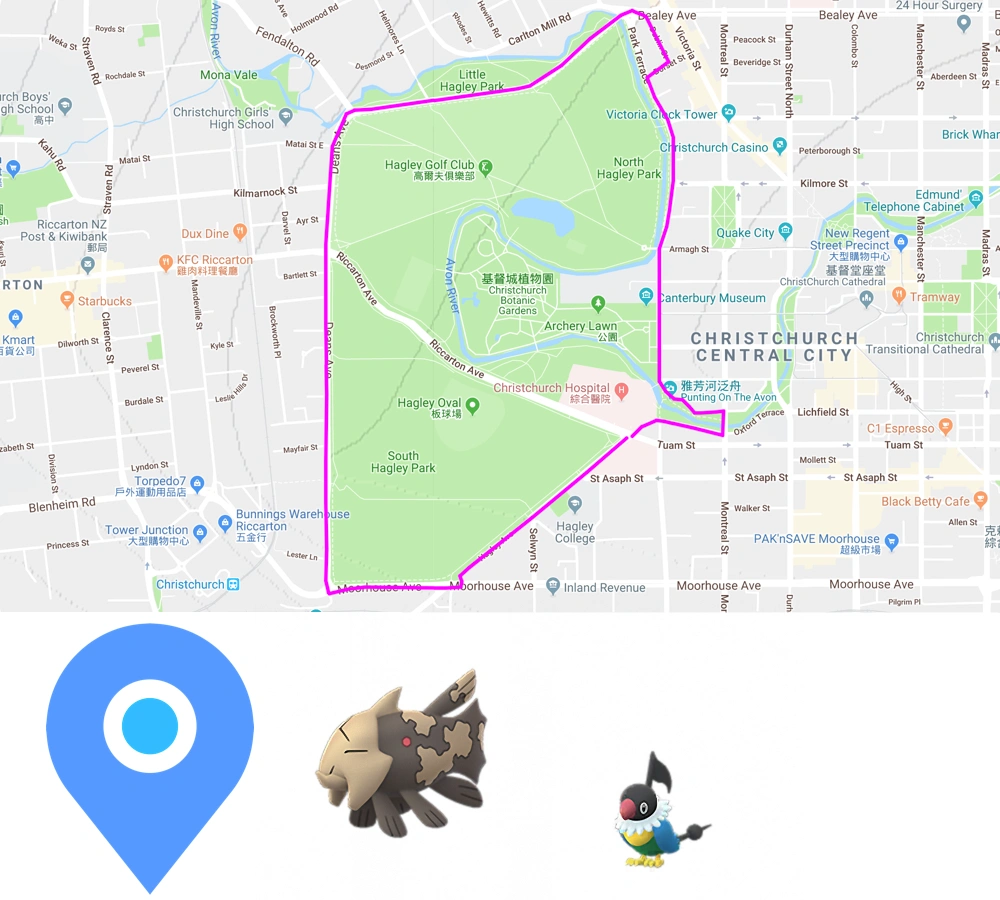 24 Hour Surgery
Bealey Ave
Bealey Ave
Holmwood Rd
Helmores Ln
Rhodes St
Hewitts Rd
Carlton Mill Rd
Royds St
Weka St
Straven Rd
Avon River
Fendalton Rd
Desmond St
Park Terrace
Victoria St
Montreal St
Peacock St
Durham Street North
Colombo St
Manchester St
Madras St
Beveridge St
Aberdeen St
Rochdale St
Mona Vale
Little
Hagley Park
urch Boys'
gh School
高中
Christchurch Girls'
High School
Victoria Clock Tower
Brick Whar
Kahu Rd
Matai St
Matai St E
Deans Ave
Christchurch Casino
Peterborough St
Hagley Golf Club
高爾夫俱樂部
North
Hagley Park
Straven Rd
Kilmarnock St
Kilmore St
Edmund'
Telephone Cabinet
Riccarton NZ
Post & Kiwibank
郵局
Darvel St
Ayr St
Dux Dine
Quake City
New Regent
Street Precinct
大型購物中心
Manchester St
Madras St
Armagh St
KFC Riccarton
雞肉料理餐廳
Bartlett St
Riccarton Ave
Avon River
基督城植物園
Christchurch
Botanic
Gardens
基督堂座堂
ChristChurch Cathedral
RTON
Starbucks
Mandeville St
Canterbury Museum
Tramway
Kmart
百貨公司
Clarence St
Dilworth St
Brockworth Pl
Kyle St
Deans Ave
Archery Lawn
公園
CHRISTCHURCH
CENTRAL CITY
Christchurch
Transitional Cathedral
Peverel St
Leslie Hills Dr
Riccarton Ave
Christchurch Hospital
綜合醫院
雅芳河泛舟
Punting On The Avon
High St
Burdale St
Hagley Oval
板球場
Oxford Terrace
Lichfield St
C1 Espresso
zabeth St
Mayfair St
Tuam St
Tuam St
Division St
Lyndon St
South
Hagley Park
Mollett St
Torpedo7
戶外運動用品店
St Asaph St
St Asaph St
St Asaph St
Blenheim Rd
Bunnings Warehouse
Riccarton
五金行
Hagley
College
Selwyn St
Montreal St
Walker St
Black Betty Cafe
Allen St
Tower Junction
大型購物中心
Princess St
Lester Ln
PAK'nSAVE Moorhouse
超級市場
Christchurch
Moorhouse Ave
Moorhouse Ave
Inland Revenue
Moorhouse Ave
Moorhouse Ave
Pilgrim Pl